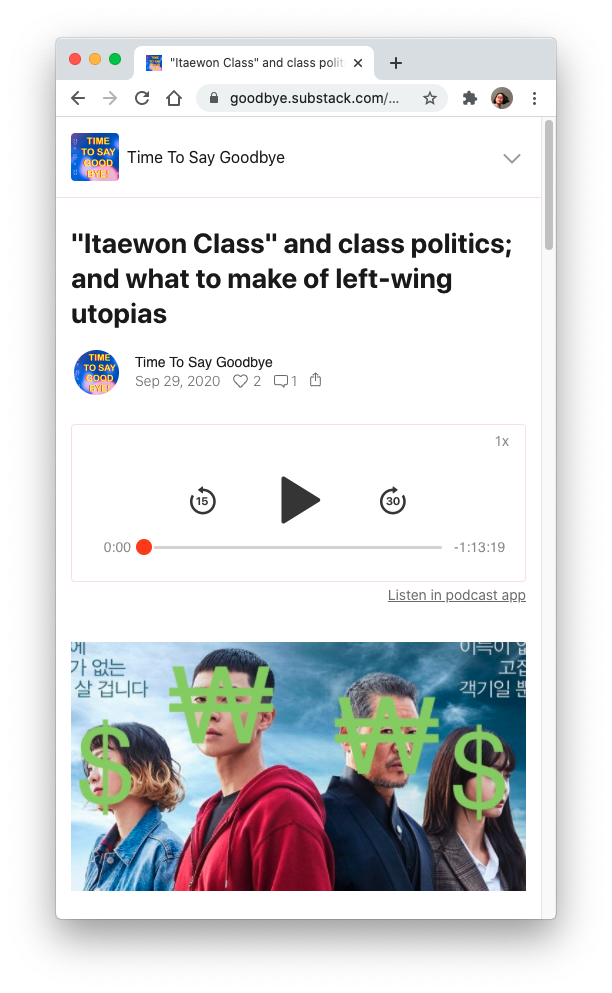 "Itaewon Class" and class polit
goodbye.substack.com/...
TIME
TO SAY
GOOD
BYE!
Time To Say Goodbye
"Itaewon Class" and class politics;
and what to make of left-wing
utopias
TIME
TO SAY
GOOD
BYE!
Time To Say Goodbye
Sep 29, 2020 2 1
1x
15 30
0:00 -1:13:19
Listen in podcast app
에
가 없는
살 겁니다
이득이 없
고집
객기일 뿐
$ ₩ ₩ $